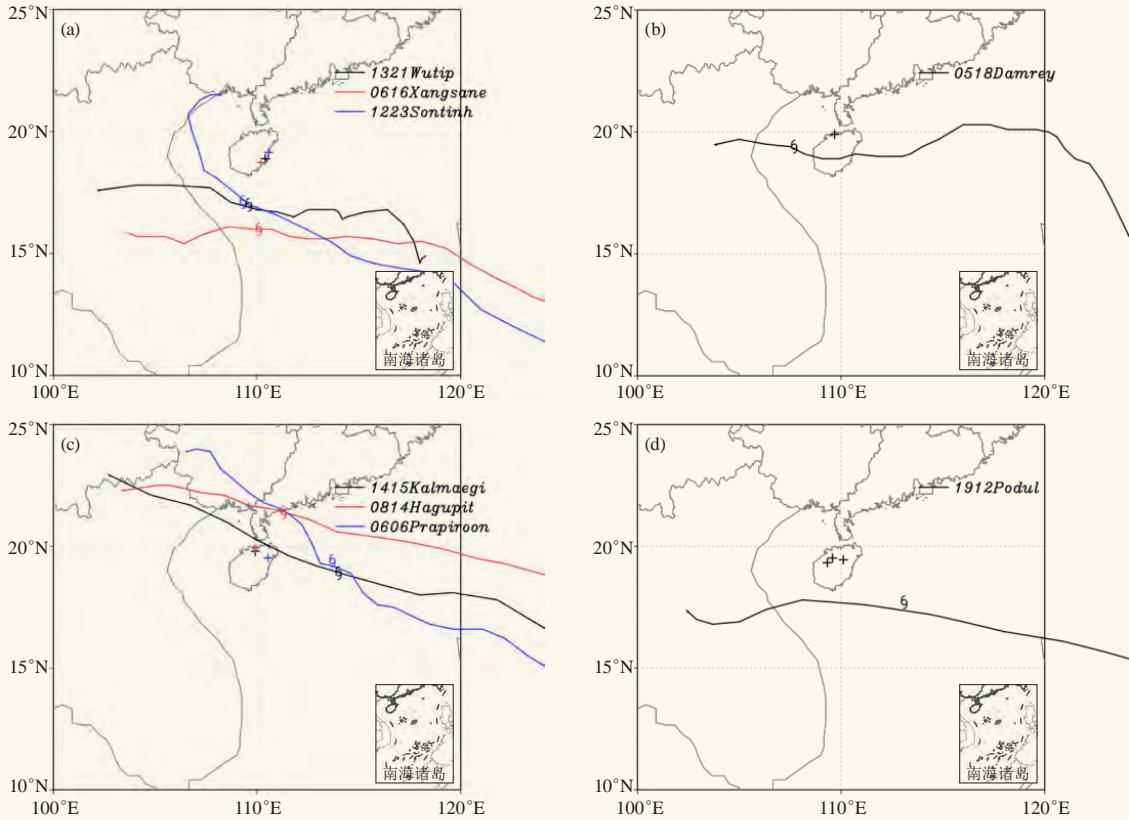 25°N
(a)
1321Wutip
0616Xangsane
1223Sontinh
20°N
15°N
10°N
南海诸岛
100°E
110°E
120°E
25°N
(b)
0518Damrey
20°N
15°N
10°N
南海诸岛
100°E
110°E
120°E
25°N
(c)
1415Kalmaegi
0814Hagupit
0606Prapiroon
20°N
15°N
10°N
南海诸岛
100°E
110°E
120°E
25°N
(d)
1912Podul
20°N
15°N
10°N
南海诸岛
100°E
110°E
120°E